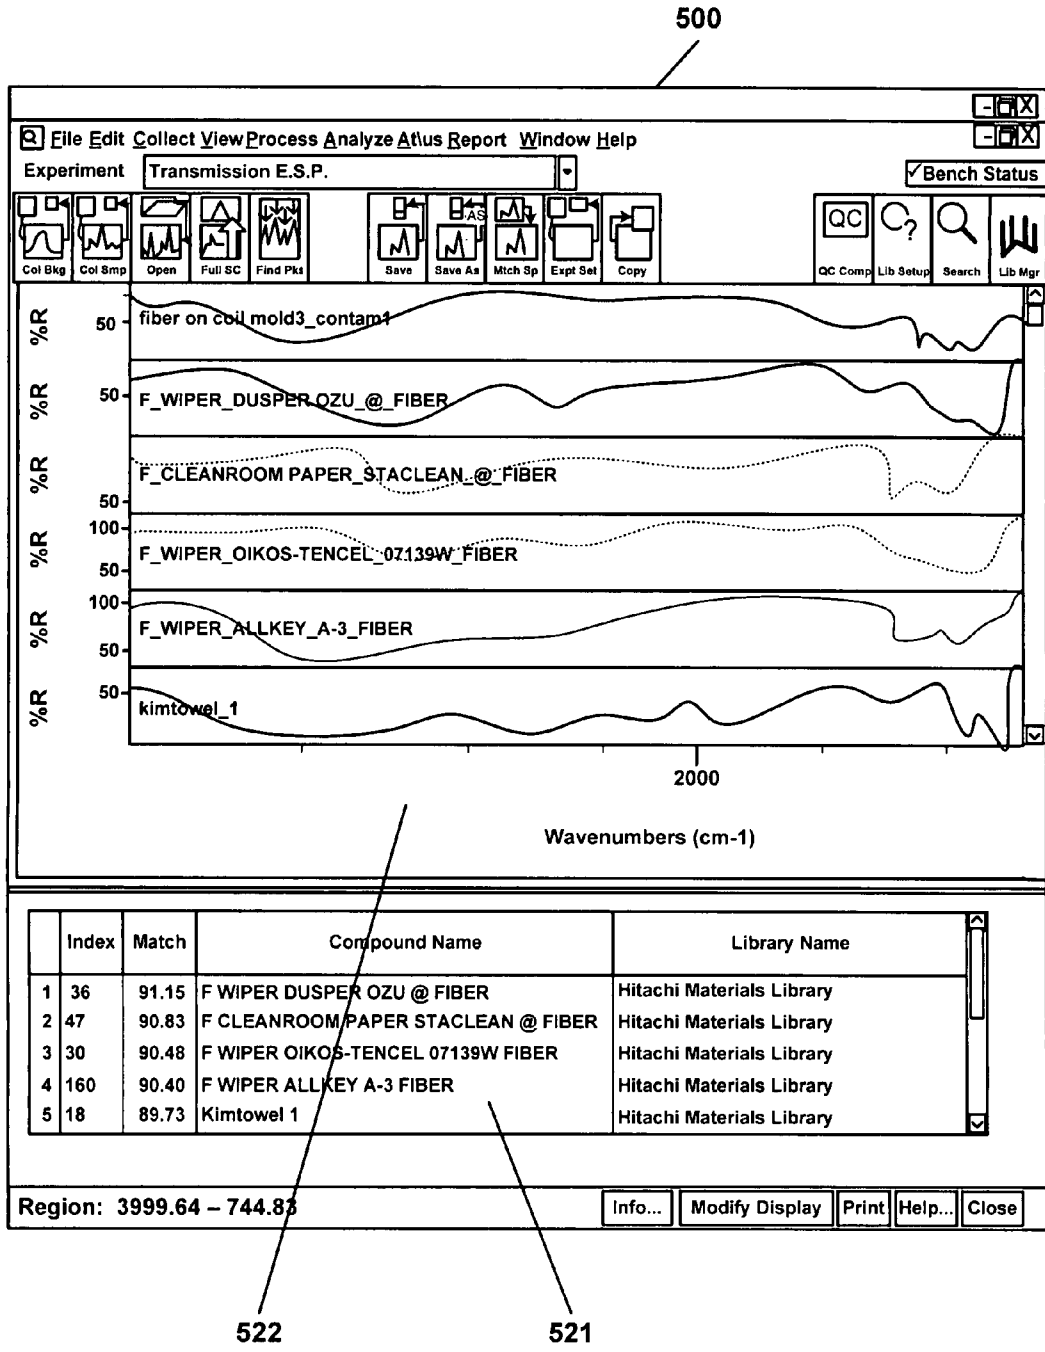 500
File Edit Collect View Process Analyze At\us Report Window Help
Experiment Transmission E.S.P. ✓Bench Status
AS QC ?
Col Bkg Col Smp Open Full SC Find Pks Save Save As Mtch Sp Expt Set Copy QC Comp Lib Setup Search Lib Mgr
%R 50 fiber on coil mold3_contam1
%R 50 F_WIPER_DUSPER OZU_@_FIBER
%R 50 F_CLEANROOM PAPER_STACLEAN_@_FIBER
%R 100 50 F_WIPER_OIKOS-TENCEL_07139W_FIBER
%R 100 50 F_WIPER_ALLKEY_A-3_FIBER
%R 50 kimtowel_1
2000
Wavenumbers (cm-1)
Index Match Compound Name Library Name
1 36 91.15 F WIPER DUSPER OZU @ FIBER Hitachi Materials Library
2 47 90.83 F CLEANROOM PAPER STACLEAN @ FIBER Hitachi Materials Library
3 30 90.48 F WIPER OIKOS-TENCEL 07139W FIBER Hitachi Materials Library
4 160 90.40 F WIPER ALLKEY A-3 FIBER Hitachi Materials Library
5 18 89.73 Kimtowel 1 Hitachi Materials Library
Region: 3999.64 – 744.83 Info... Modify Display Print Help... Close
522 521